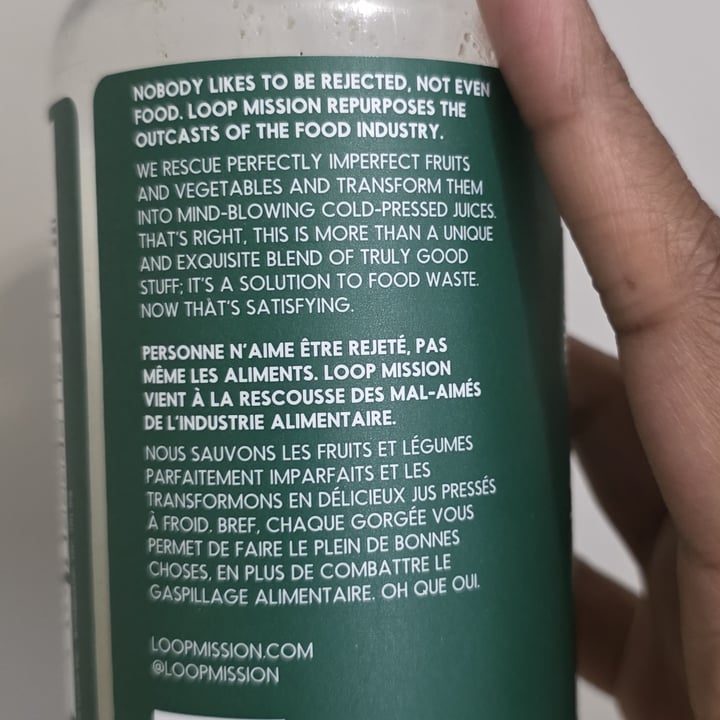 NOBODY LIKES TO BE REJECTED, NOT EVEN
FOOD. LOOP MISSION REPURPOSES THE
OUTCASTS OF THE FOOD INDUSTRY.
WE RESCUE PERFECTLY IMPERFECT FRUITS
AND VEGETABLES AND TRANSFORM THEM
INTO MIND-BLOWING COLD-PRESSED JUICES.
THAT'S RIGHT, THIS IS MORE THAN A UNIQUE
AND EXQUISITE BLEND OF TRULY GOOD
STUFF; IT'S A SOLUTION TO FOOD WASTE.
NOW THAT'S SATISFYING.
PERSONNE N'AIME ÊTRE REJETÉ, PAS
MÊME LES ALIMENTS. LOOP MISSION
VIENT À LA RESCOUSSE DES MAL-AIMÉS
DE L'INDUSTRIE ALIMENTAIRE.
NOUS SAUVONS LES FRUITS ET LÉGUMES
PARFAITEMENT IMPARFAITS ET LES
TRANSFORMONS EN DÉLICIEUX JUS PRESSÉS
À FROID. BREF, CHAQUE GORGÉE VOUS
PERMET DE FAIRE LE PLEIN DE BONNES
CHOSES, EN PLUS DE COMBATTRE LE
GASPILLAGE ALIMENTAIRE. OH QUE OUI.
LOOPMISSION.COM
@LOOPMISSION